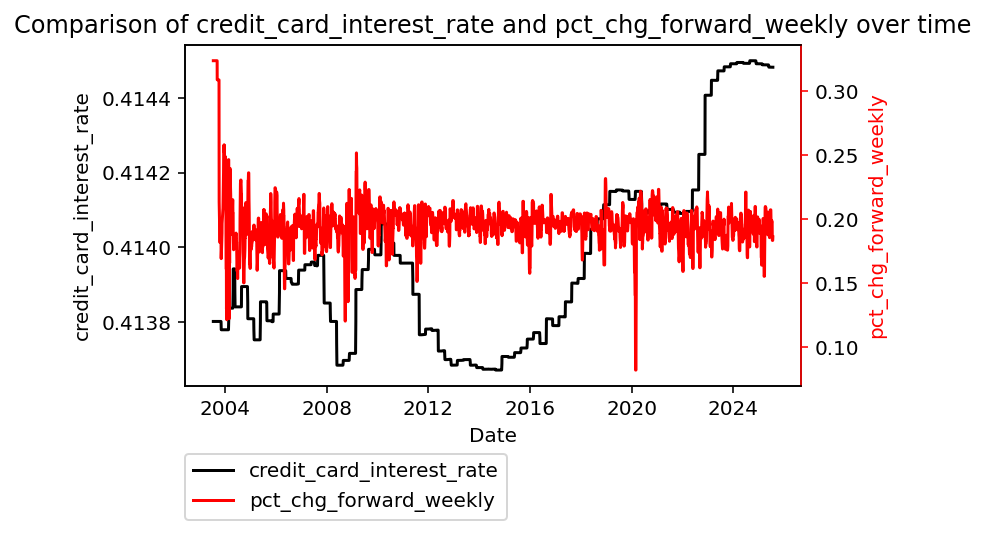 Comparison of credit_card_interest_rate and pct_chg_forward_weekly over time
credit_card_interest_rate
0.4144
0.4142
0.4140
0.4138
0.30
0.25
0.20
0.15
0.10
pct_chg_forward_weekly
2004 2008 2012 2016 2020 2024
Date
credit_card_interest_rate
pct_chg_forward_weekly